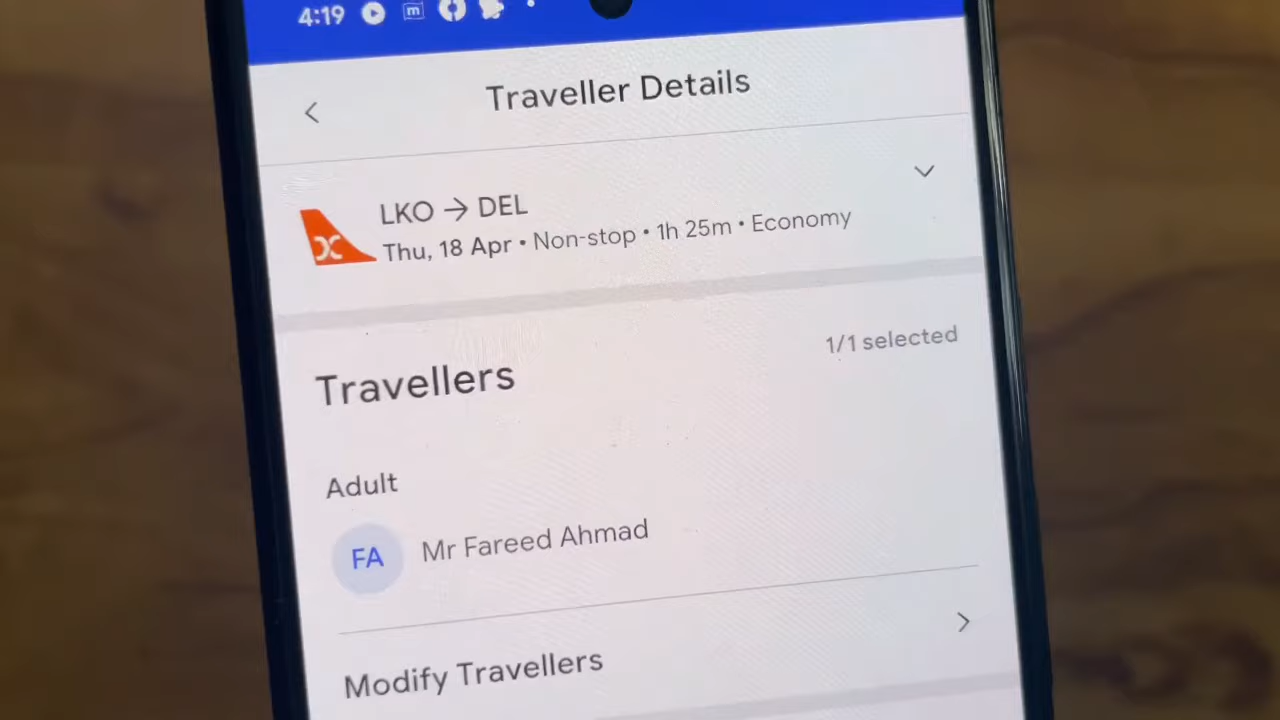 4:19
m
Traveller Details
LKO → DEL
Thu, 18 Apr • Non-stop • 1h 25m • Economy
1/1 selected
Travellers
Adult
FA Mr Fareed Ahmad
Modify Travellers